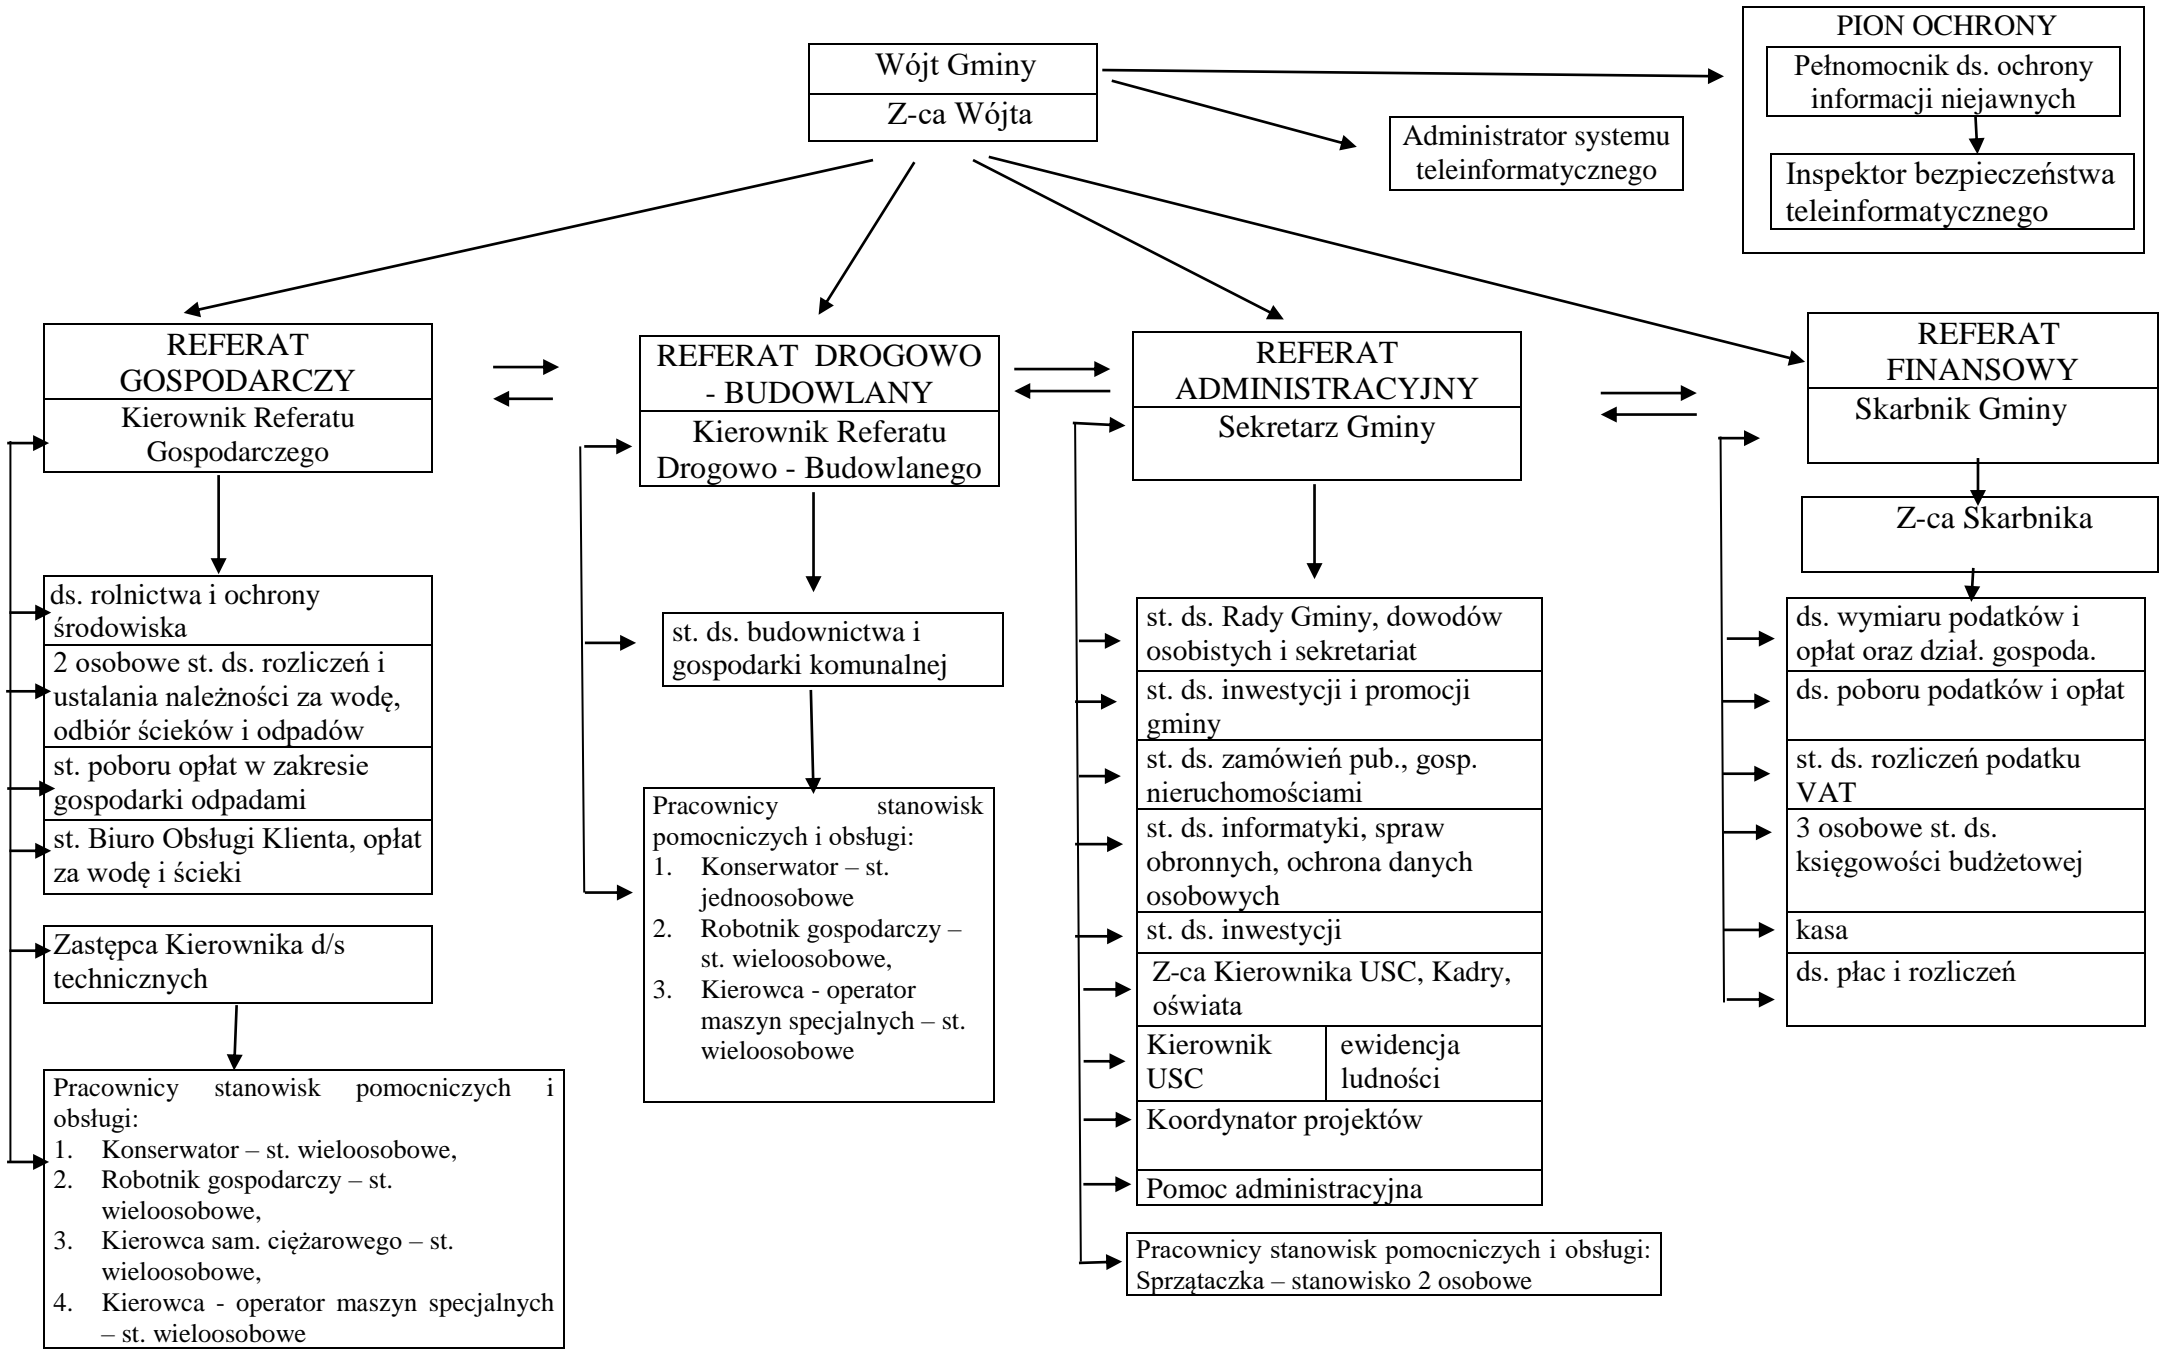 Wójt Gminy
Z-ca Wójta
PION OCHRONY
Pełnomocnik ds. ochrony
informacji niejawnych
Inspektor bezpieczeństwa
teleinformatycznego
Administrator systemu
teleinformatycznego
REFERAT
GOSPODARCZY
Kierownik Referatu
Gospodarczego
ds. rolnictwa i ochrony
środowiska
2 osobowe st. ds. rozliczeń i
ustalania należności za wodę,
odbiór ścieków i odpadów
st. poboru opłat w zakresie
gospodarki odpadami
st. Biuro Obsługi Klienta, opłat
za wodę i ścieki
Zastępca Kierownika d/s
technicznych
Pracownicy stanowisk pomocniczych i
obsługi:
1. Konserwator – st. wieloosobowe,
2. Robotnik gospodarczy – st.
wieloosobowe,
3. Kierowca sam. ciężarowego – st.
wieloosobowe,
4. Kierowca - operator maszyn specjalnych
– st. wieloosobowe
REFERAT DROGOWO
- BUDOWLANY
Kierownik Referatu
Drogowo - Budowlanego
st. ds. budownictwa i
gospodarki komunalnej
Pracownicy stanowisk
pomocniczych i obsługi:
1. Konserwator – st.
jednoosobowe
2. Robotnik gospodarczy –
st. wieloosobowe,
3. Kierowca - operator
maszyn specjalnych – st.
wieloosobowe
REFERAT
ADMINISTRACYJNY
Sekretarz Gminy
st. ds. Rady Gminy, dowodów
osobistych i sekretariat
st. ds. inwestycji i promocji
gminy
st. ds. zamówień pub., gosp.
nieruchomościami
st. ds. informatyki, spraw
obronnych, ochrona danych
osobowych
st. ds. inwestycji
Z-ca Kierownika USC, Kadry,
oświata
Kierownik
USC
ewidencja
ludności
Koordynator projektów
Pomoc administracyjna
Pracownicy stanowisk pomocniczych i obsługi:
Sprzątaczka – stanowisko 2 osobowe
REFERAT
FINANSOWY
Skarbnik Gminy
Z-ca Skarbnika
ds. wymiaru podatków i
opłat oraz dział. gospoda.
ds. poboru podatków i opłat
st. ds. rozliczeń podatku
VAT
3 osobowe st. ds.
księgowości budżetowej
kasa
ds. płac i rozliczeń